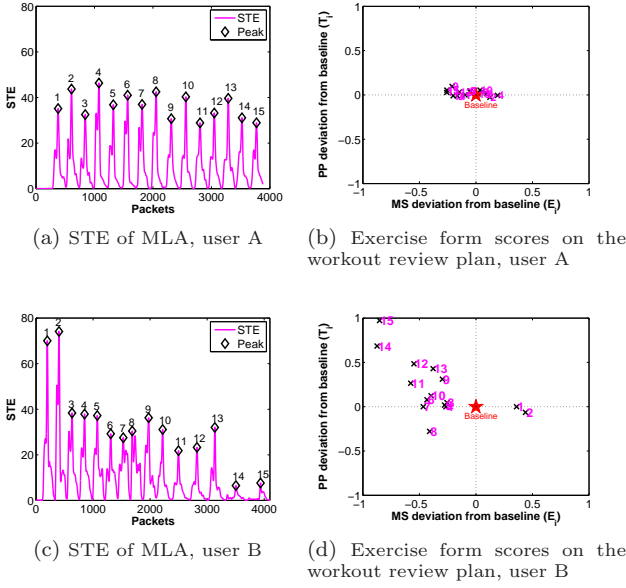 80
60
40
20
0
STE
0 1000 2000 3000 4000
Packets
STE
Peak
1 2 3 4 5 6 7 8 9 10 11 12 13 14 15
(a) STE of MLA, user A
1
0.5
0
−0.5
−1
PP deviation from baseline (T_i)
−1 −0.5 0 0.5 1
MS deviation from baseline (E_i)
Baseline
(b) Exercise form scores on the
workout review plan, user A
80
60
40
20
0
STE
0 1000 2000 3000 4000
Packets
STE
Peak
1 2 3 4 5 6 7 8 9 10 11 12 13 14 15
(c) STE of MLA, user B
1
0.5
0
−0.5
−1
PP deviation from baseline (T_i)
15
14
12
13
9
11
10
7
4
8
1
2
Baseline
−1 −0.5 0 0.5 1
MS deviation from baseline (E_i)
(d) Exercise form scores on the
workout review plan, user B